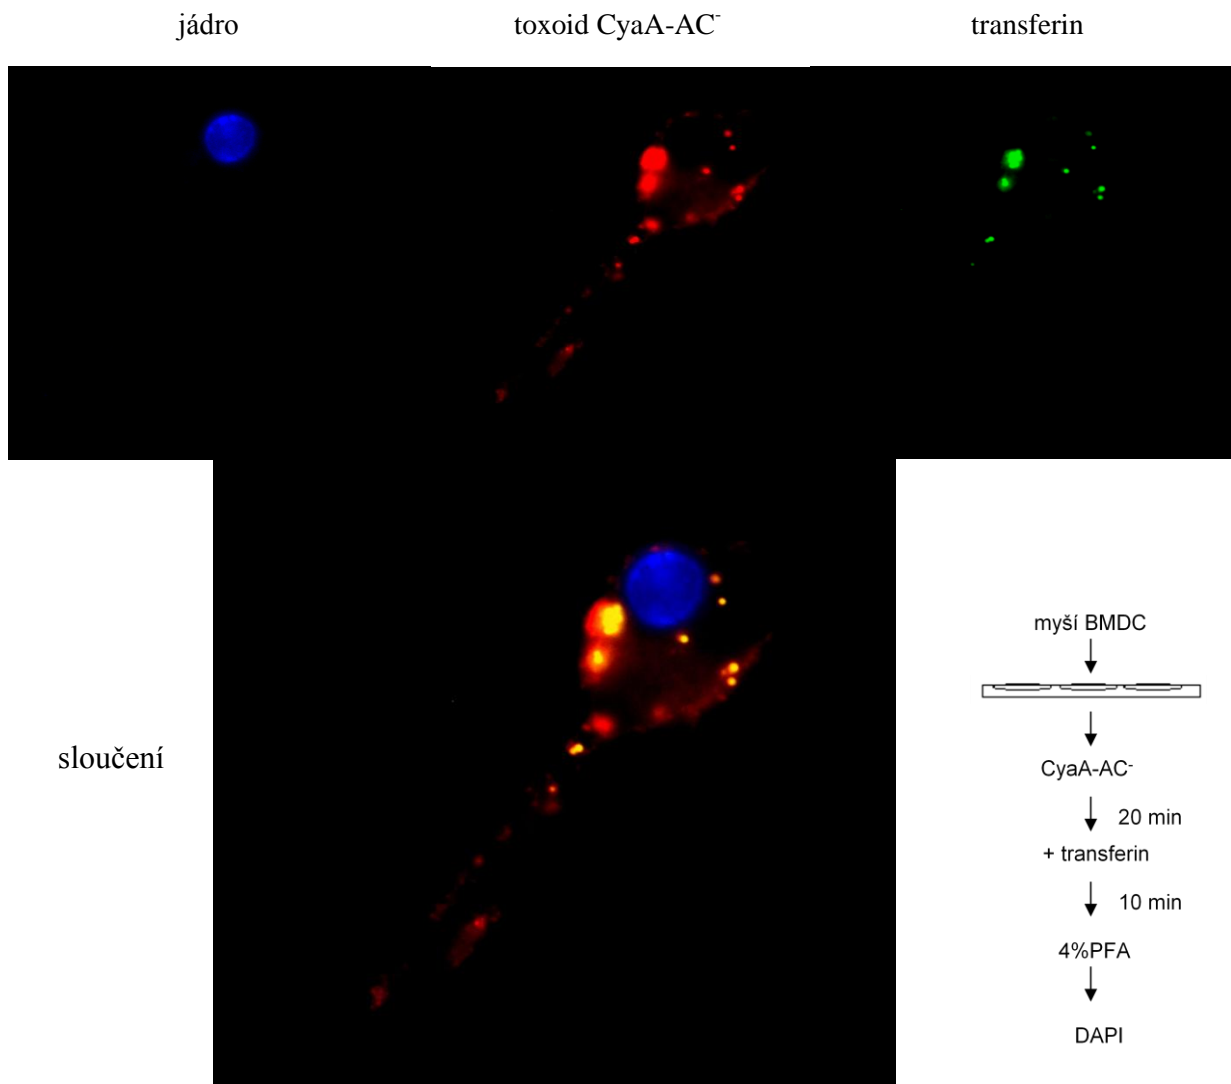 jádro
toxoid CyaA-AC⁻
transferin
sloučení
myší BMDC
CyaA-AC⁻
20 min
+ transferin
10 min
4%PFA
DAPI